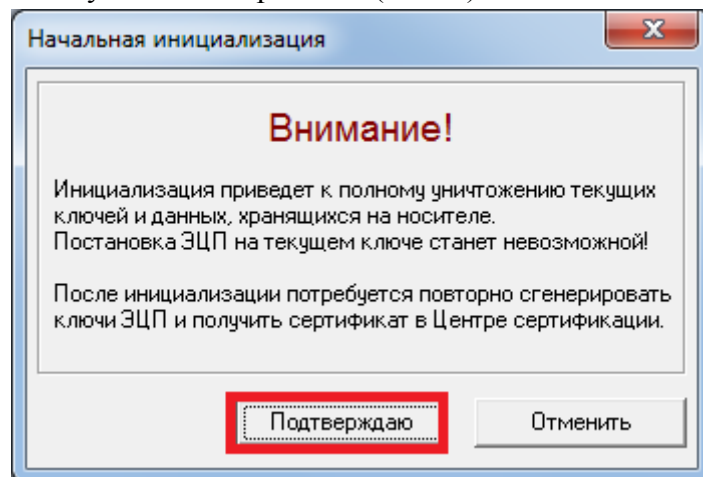 Начальная инициализация
Внимание!
Инициализация приведет к полному уничтожению текущих
ключей и данных, хранящихся на носителе.
Постановка ЭЦП на текущем ключе станет невозможной!
После инициализации потребуется повторно сгенерировать
ключи ЭЦП и получить сертификат в Центре сертификации.
Подтверждаю
Отменить